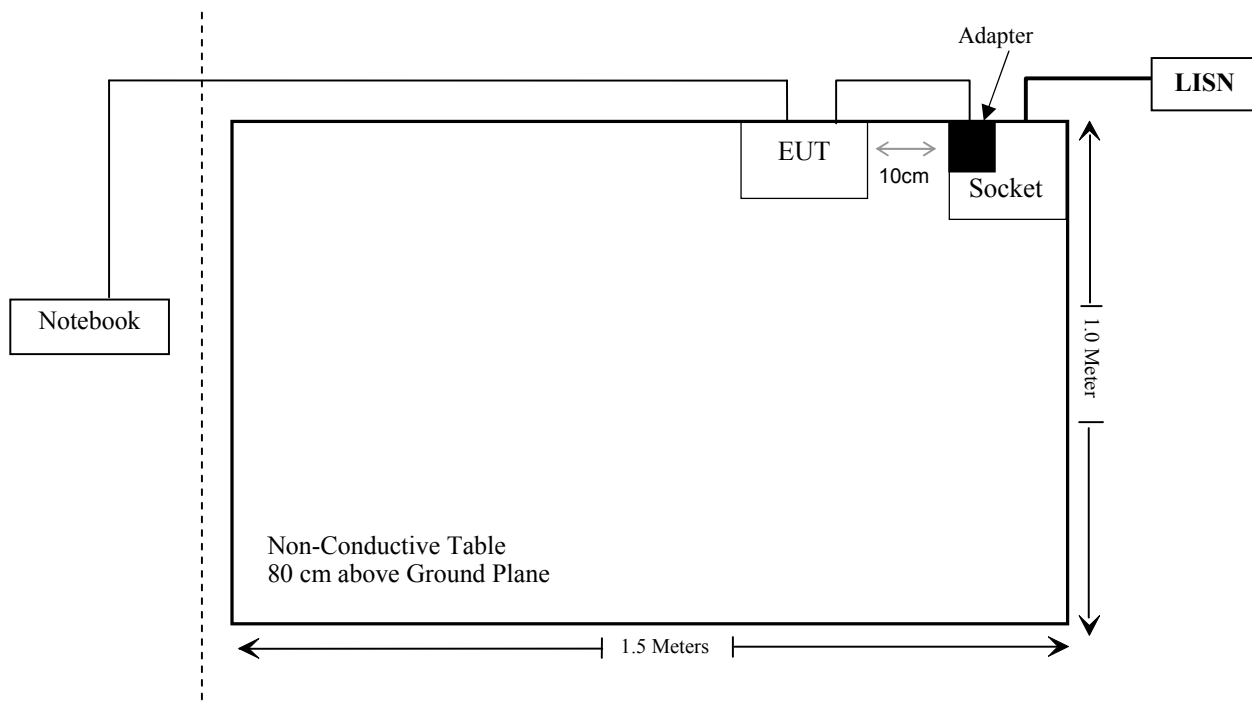 Adapter
LISN
EUT
10cm
Socket
Notebook
1.0 Meter
Non-Conductive Table
80 cm above Ground Plane
1.5 Meters